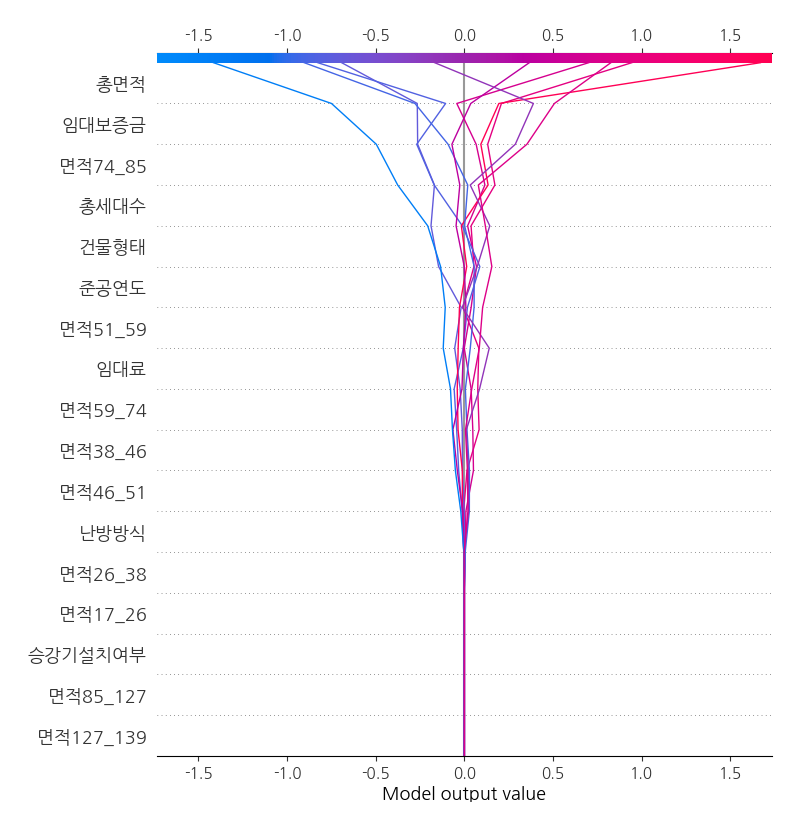 -1.5 -1.0 -0.5 0.0 0.5 1.0 1.5
총면적
임대보증금
면적74_85
총세대수
건물형태
준공연도
면적51_59
임대료
면적59_74
면적38_46
면적46_51
난방방식
면적26_38
면적17_26
승강기설치여부
면적85_127
면적127_139
-1.5 -1.0 -0.5 0.0 0.5 1.0 1.5
Model output value